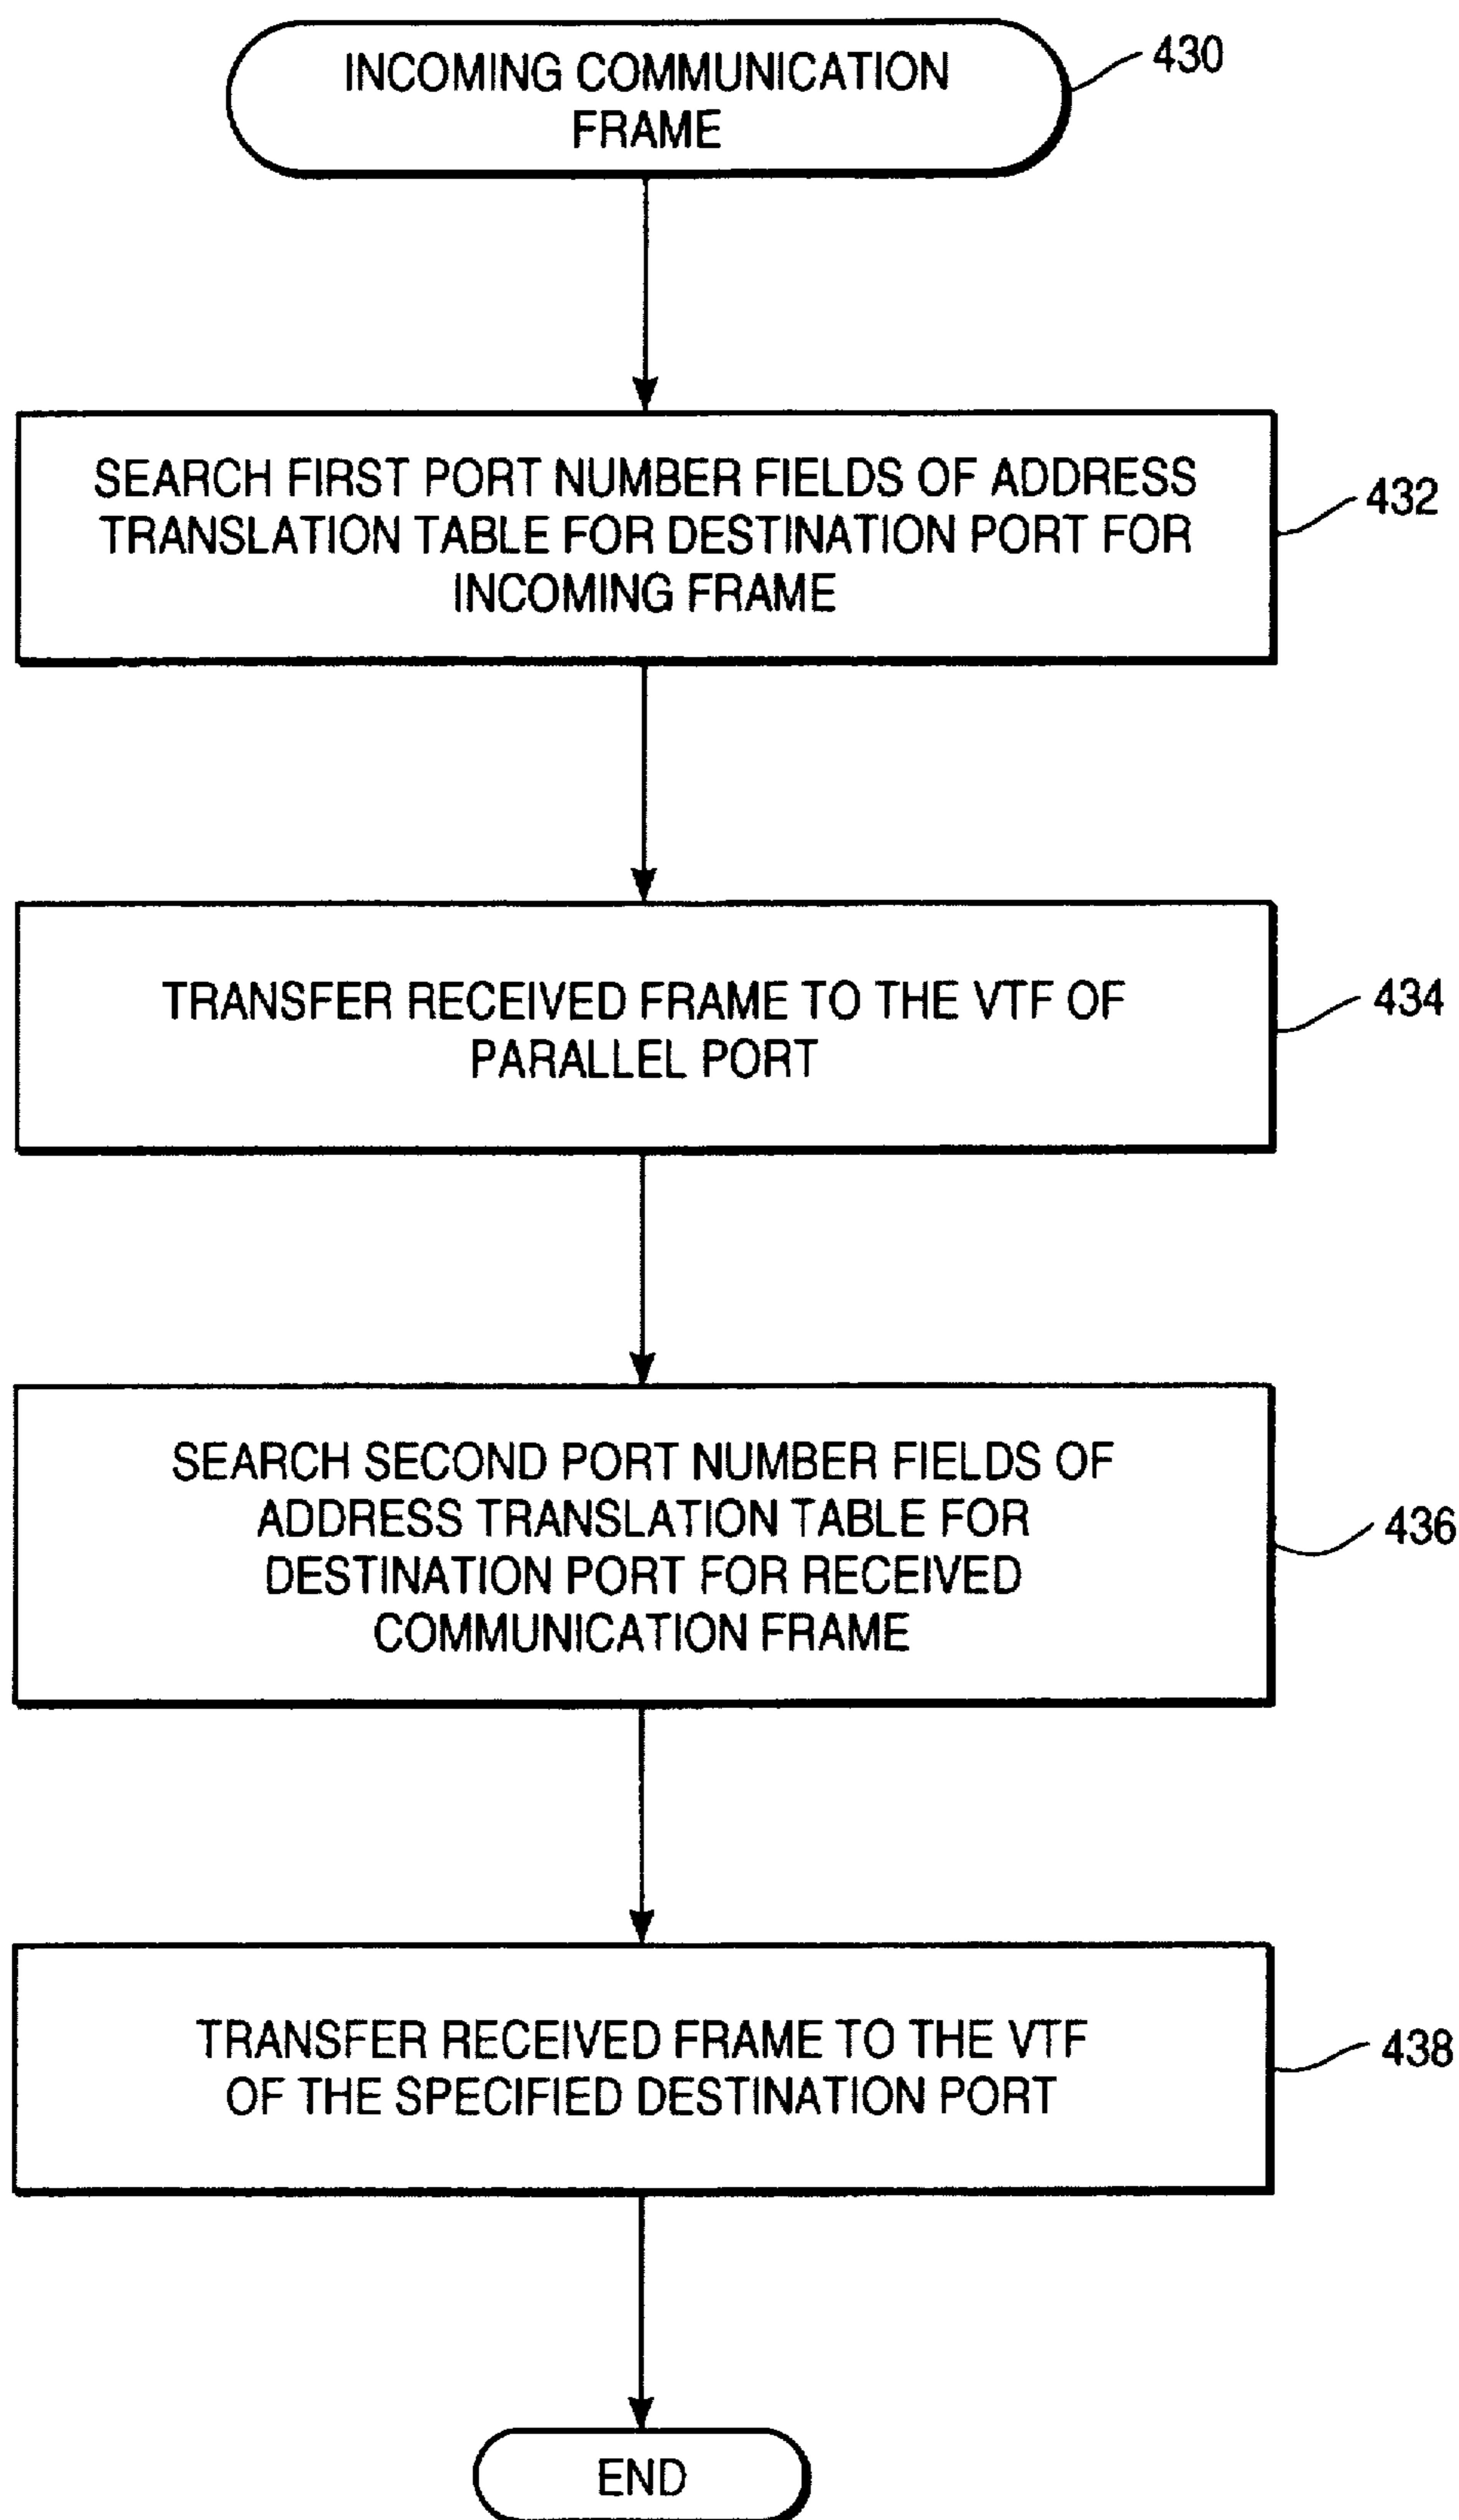 INCOMING COMMUNICATION
FRAME
430
SEARCH FIRST PORT NUMBER FIELDS OF ADDRESS
TRANSLATION TABLE FOR DESTINATION PORT FOR
INCOMING FRAME
432
TRANSFER RECEIVED FRAME TO THE VTF OF
PARALLEL PORT
434
SEARCH SECOND PORT NUMBER FIELDS OF
ADDRESS TRANSLATION TABLE FOR
DESTINATION PORT FOR RECEIVED
COMMUNICATION FRAME
436
TRANSFER RECEIVED FRAME TO THE VTF
OF THE SPECIFIED DESTINATION PORT
438
END